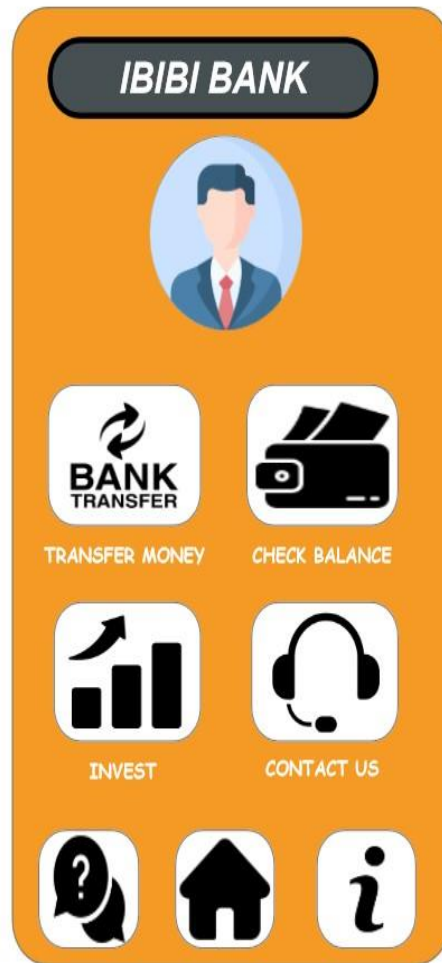 IBIBI BANK
BANK
TRANSFER
TRANSFER MONEY
CHECK BALANCE
INVEST
CONTACT US
?
i